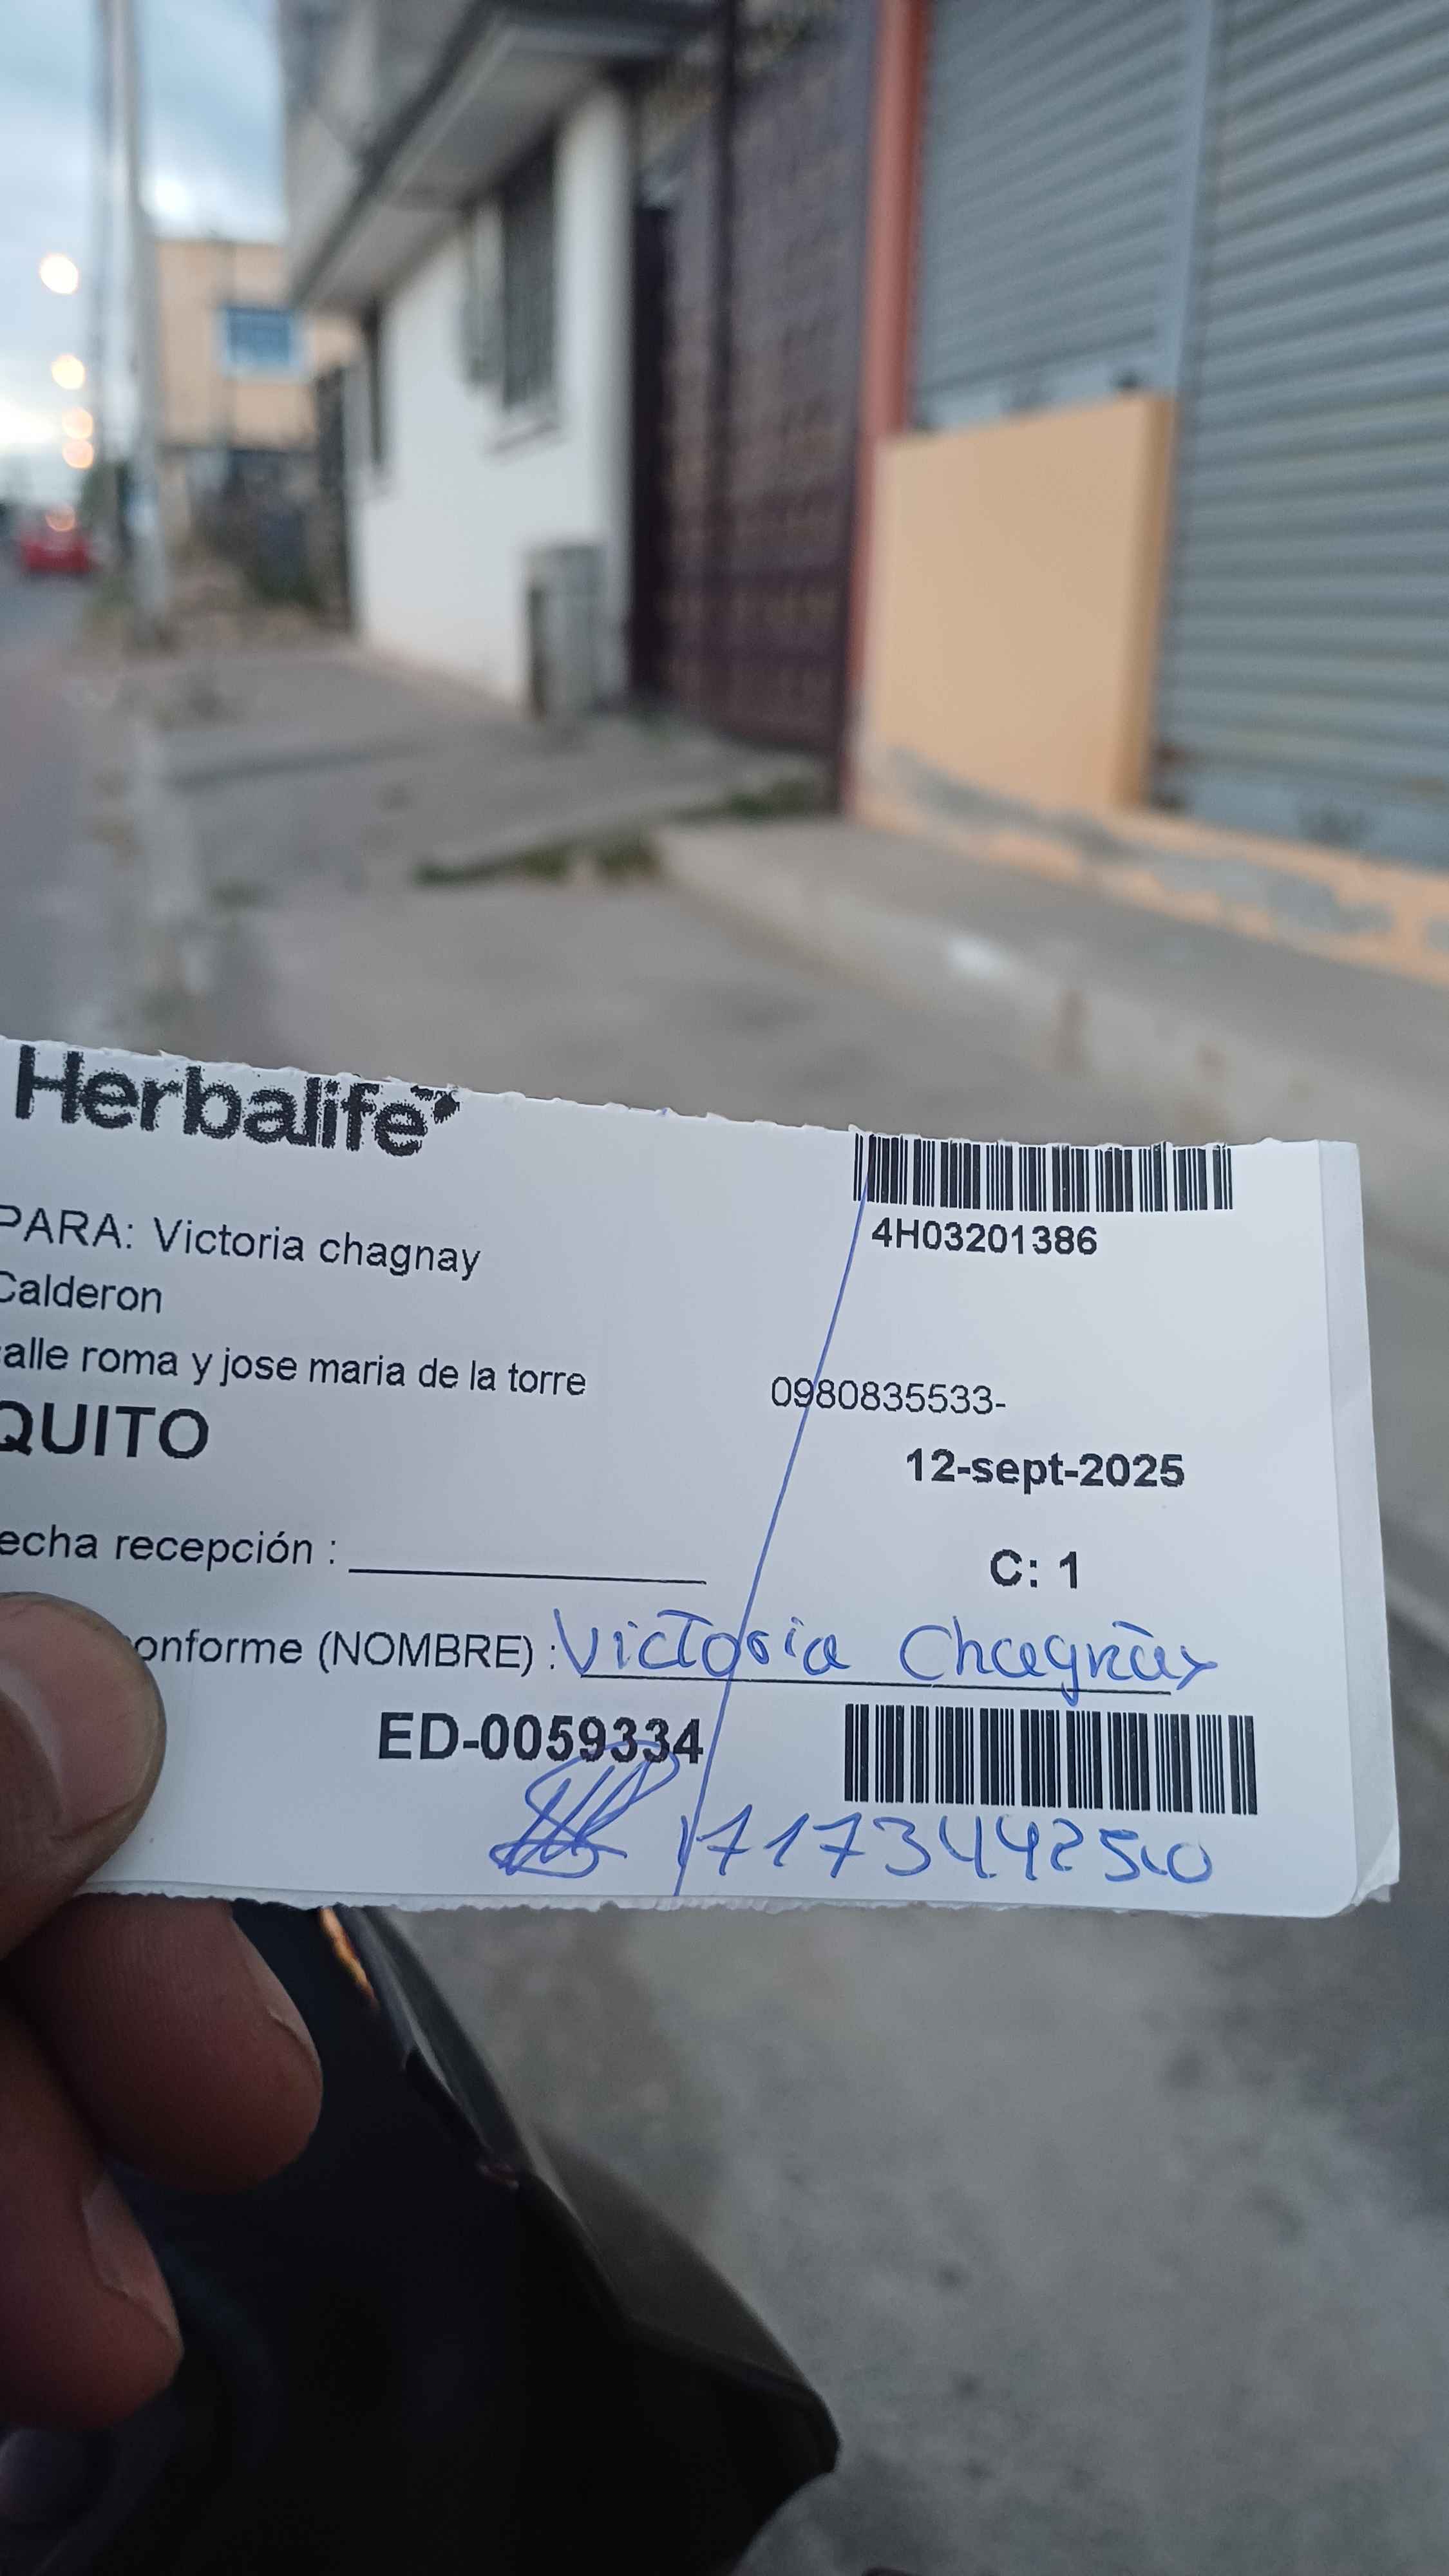 Herbalife
4H03201386
PARA: Victoria chagnay
Calderon
alle roma y jose maria de la torre
0980835533-
QUITO
12-sept-2025
echa recepción :
C: 1
onforme (NOMBRE) : Victoria Chagñay
ED-0059334
1717344250